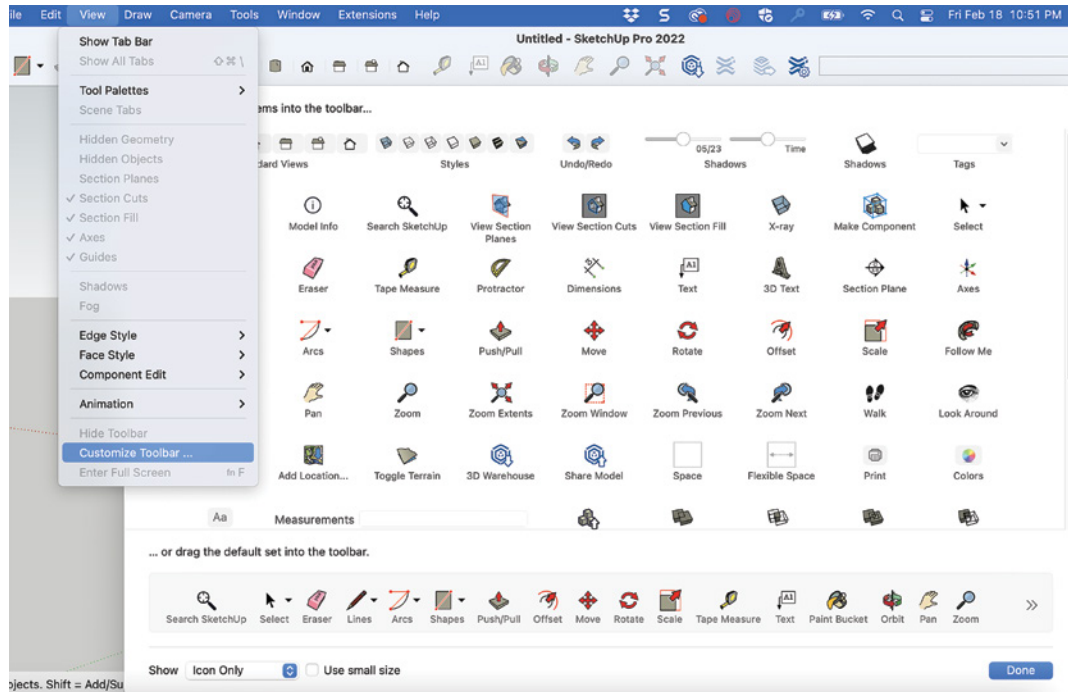 ile Edit View Draw Camera Tools Window Extensions Help Fri Feb 18 10:51 PM
Untitled - SketchUp Pro 2022
Show Tab Bar
Show All Tabs ⇧⌘\
Tool Palettes >
Scene Tabs
Hidden Geometry
Hidden Objects
Section Planes
✓ Section Cuts
✓ Section Fill
✓ Axes
✓ Guides
Shadows
Fog
Edge Style >
Face Style >
Component Edit >
Animation >
Hide Toolbar
Customize Toolbar ...
Enter Full Screen fn F
ems into the toolbar...
05/23 Time
dard Views Styles Undo/Redo Shadows Shadows Tags
Model Info Search SketchUp View Section Planes View Section Cuts View Section Fill X-ray Make Component Select
Eraser Tape Measure Protractor Dimensions Text 3D Text Section Plane Axes
Arcs Shapes Push/Pull Move Rotate Offset Scale Follow Me
Pan Zoom Zoom Extents Zoom Window Zoom Previous Zoom Next Walk Look Around
Add Location... Toggle Terrain 3D Warehouse Share Model Space Flexible Space Print Colors
Aa Measurements
... or drag the default set into the toolbar.
Search SketchUp Select Eraser Lines Arcs Shapes Push/Pull Offset Move Rotate Scale Tape Measure Text Paint Bucket Orbit Pan Zoom »
Show Icon Only Use small size Done
ojects. Shift = Add/Su